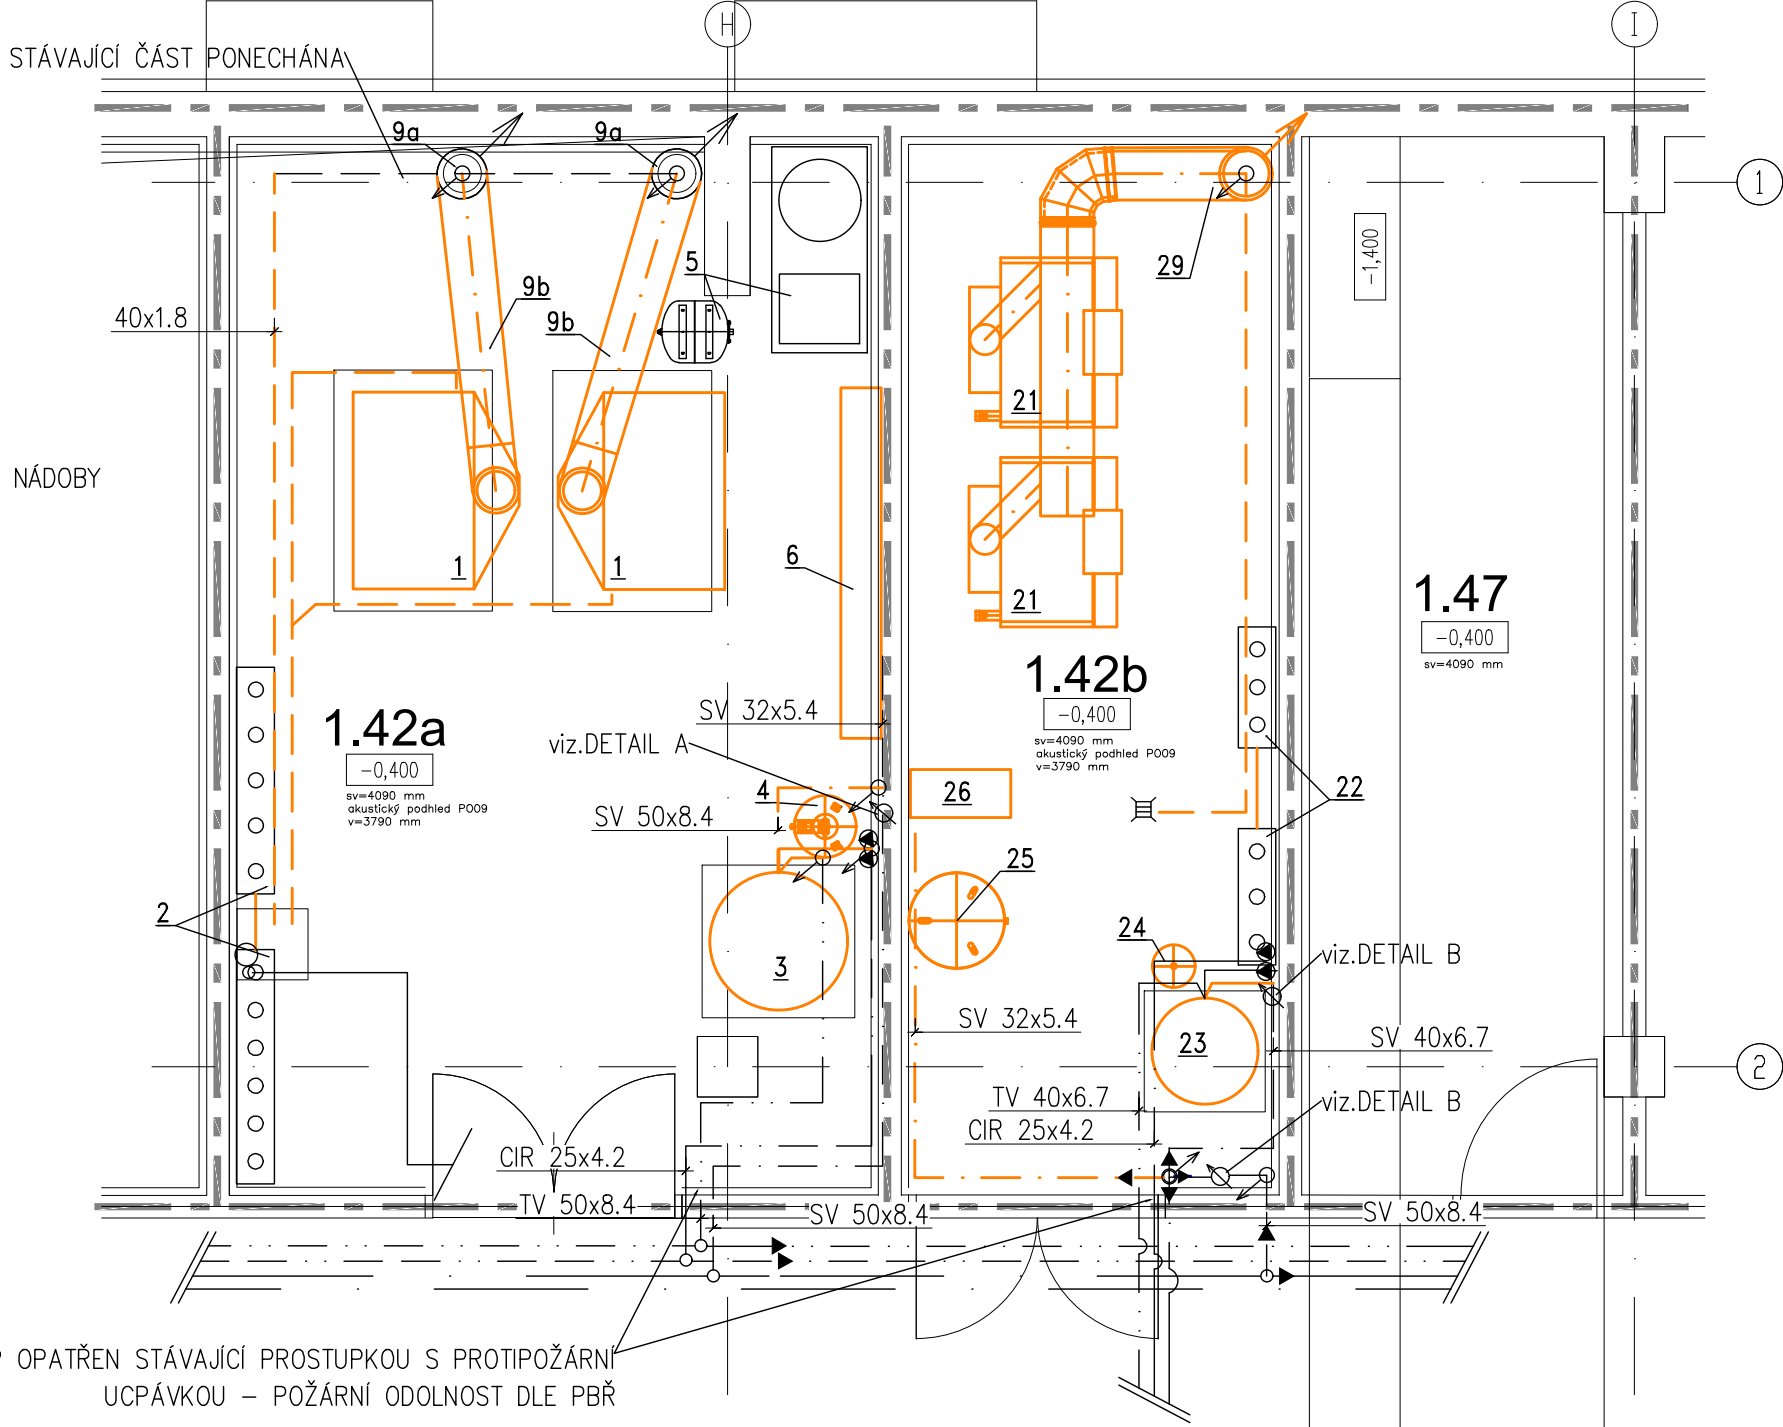 H
I
STÁVAJÍCÍ ČÁST PONECHÁNA
9a
9a
1
-1,400
5
29
9b
9b
40x1.8
21
NÁDOBY
6
1
1
21
1.47
-0,400
sv=4090 mm
1.42b
-0,400
sv=4090 mm
akustický podhled P009
v=3790 mm
SV 32x5.4
1.42a
-0,400
sv=4090 mm
akustický podhled P009
v=3790 mm
viz.DETAIL A
4
26
22
SV 50x8.4
25
2
24
viz.DETAIL B
3
SV 32x5.4
23
SV 40x6.7
2
TV 40x6.7
viz.DETAIL B
CIR 25x4.2
CIR 25x4.2
TV 50x8.4
SV 50x8.4
SV 50x8.4
OPATŘEN STÁVAJÍCÍ PROSTUPKOU S PROTIPOŽÁRNÍ
UCPÁVKOU – POŽÁRNÍ ODOLNOST DLE PBŘ